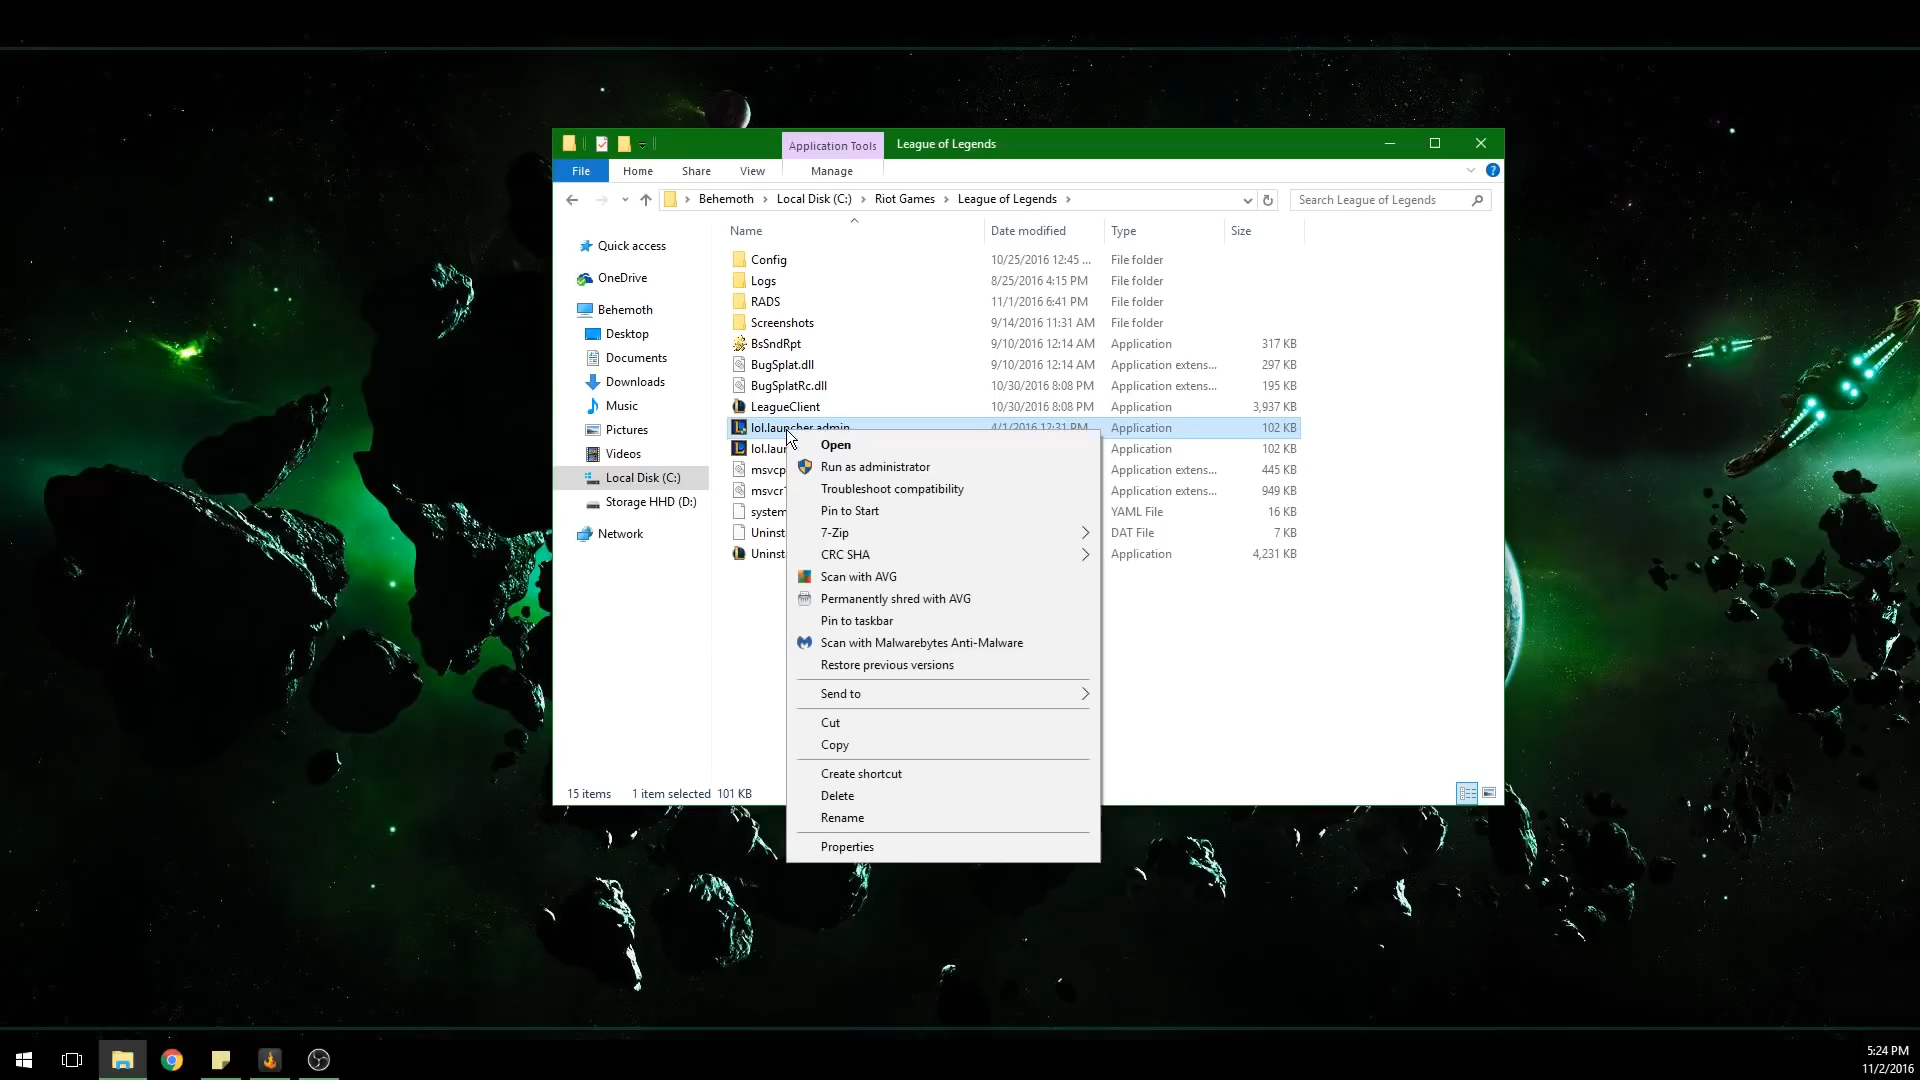 Application Tools League of Legends
File Home Share View Manage
Behemoth Local Disk (C:) Riot Games League of Legends Search League of Legends
Name Date modified Type Size
Quick access
OneDrive
Behemoth
Desktop
Documents
Downloads
Music
Pictures
Videos
Local Disk (C:)
Storage HHD (D:)
Network
Config 10/25/2016 12:45 ... File folder
Logs 8/25/2016 4:15 PM File folder
RADS 11/1/2016 6:41 PM File folder
Screenshots 9/14/2016 11:31 AM File folder
BsSndRpt 9/10/2016 12:14 AM Application 317 KB
BugSplat.dll 9/10/2016 12:14 AM Application extens... 297 KB
BugSplatRc.dll 10/30/2016 8:08 PM Application extens... 195 KB
LeagueClient 10/30/2016 8:08 PM Application 3,937 KB
lol.launcher.admin 4/1/2016 12:31 PM Application 102 KB
lol.lau Application 102 KB
msvcp Application extens... 445 KB
msvcr Application extens... 949 KB
system YAML File 16 KB
Uninst DAT File 7 KB
Uninst Application 4,231 KB
Open
Run as administrator
Troubleshoot compatibility
Pin to Start
7-Zip
CRC SHA
Scan with AVG
Permanently shred with AVG
Pin to taskbar
Scan with Malwarebytes Anti-Malware
Restore previous versions
Send to
Cut
Copy
Create shortcut
Delete
Rename
Properties
15 items 1 item selected 101 KB
5:24 PM
11/2/2016